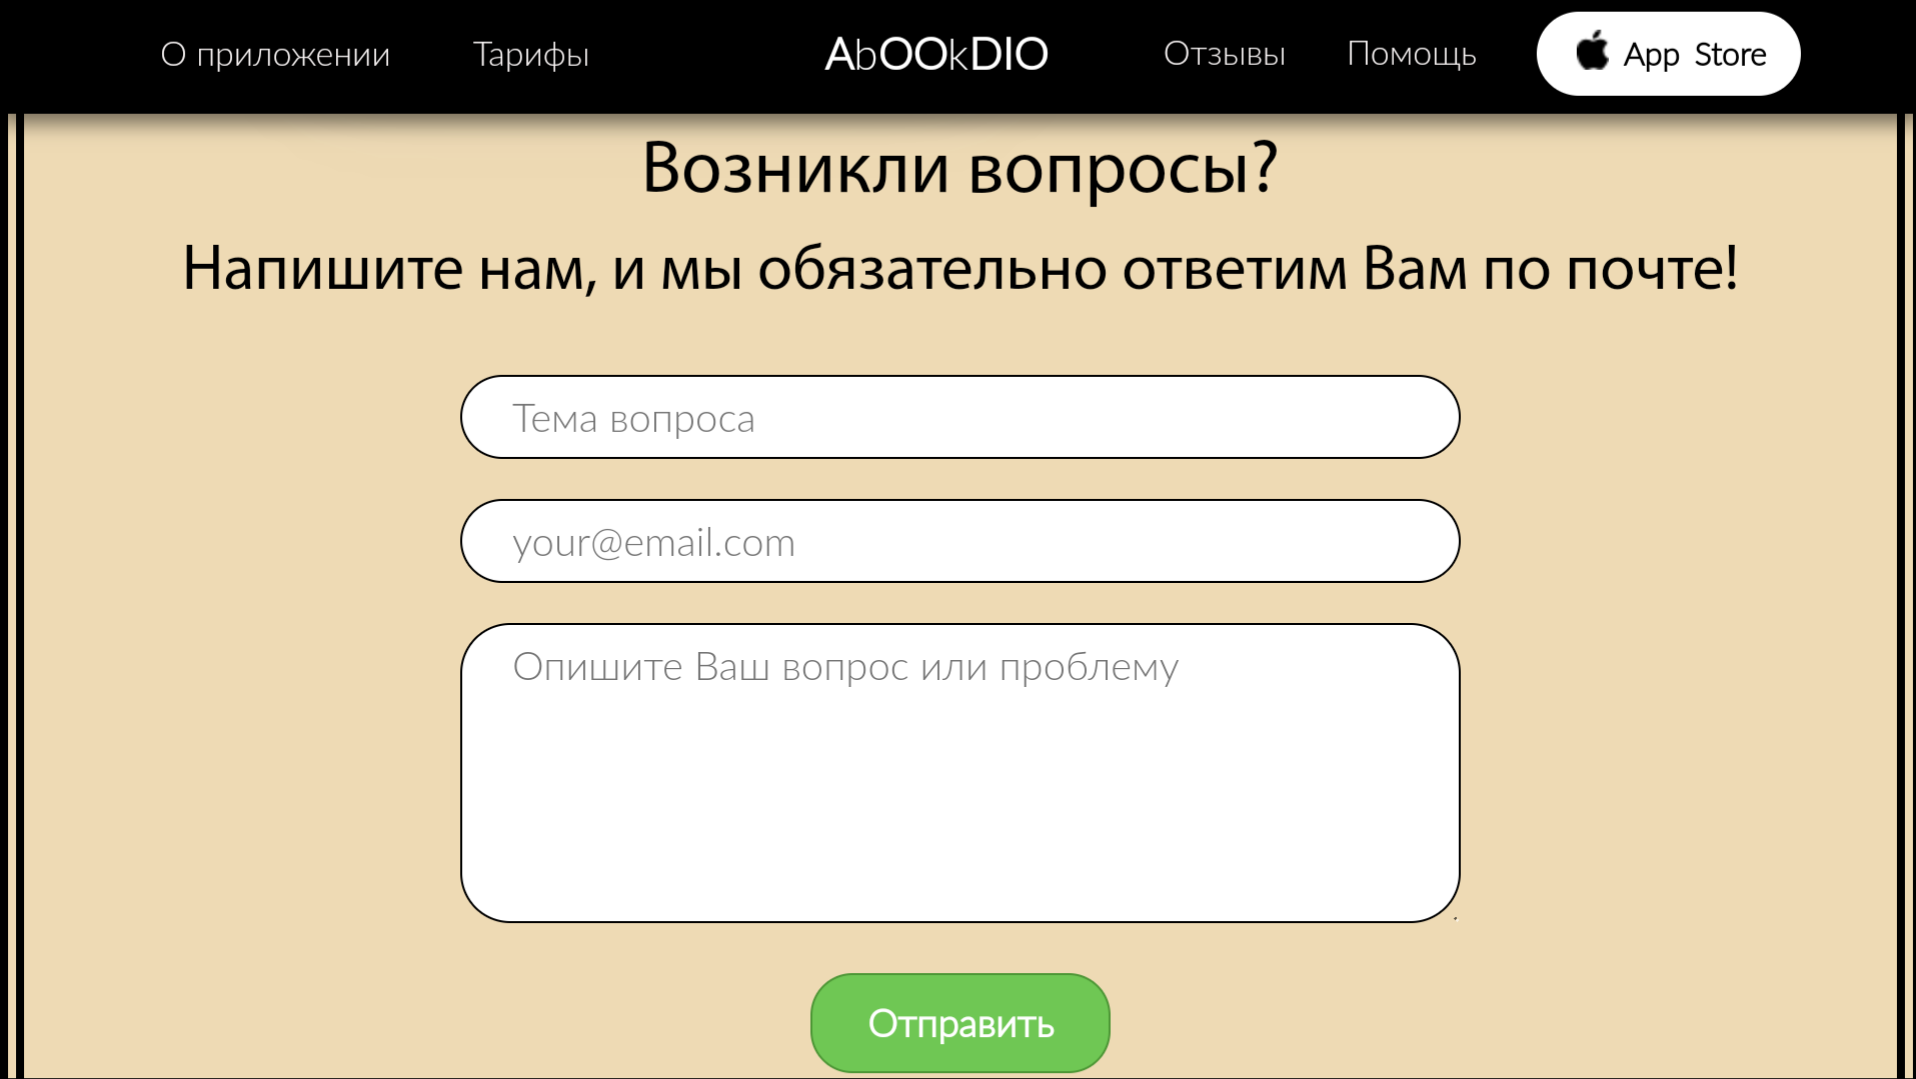 О приложении Тарифы AbOOkDIO Отзывы Помощь App Store
Возникли вопросы?
Напишите нам, и мы обязательно ответим Вам по почте!
Тема вопроса
your@email.com
Опишите Ваш вопрос или проблему
Отправить